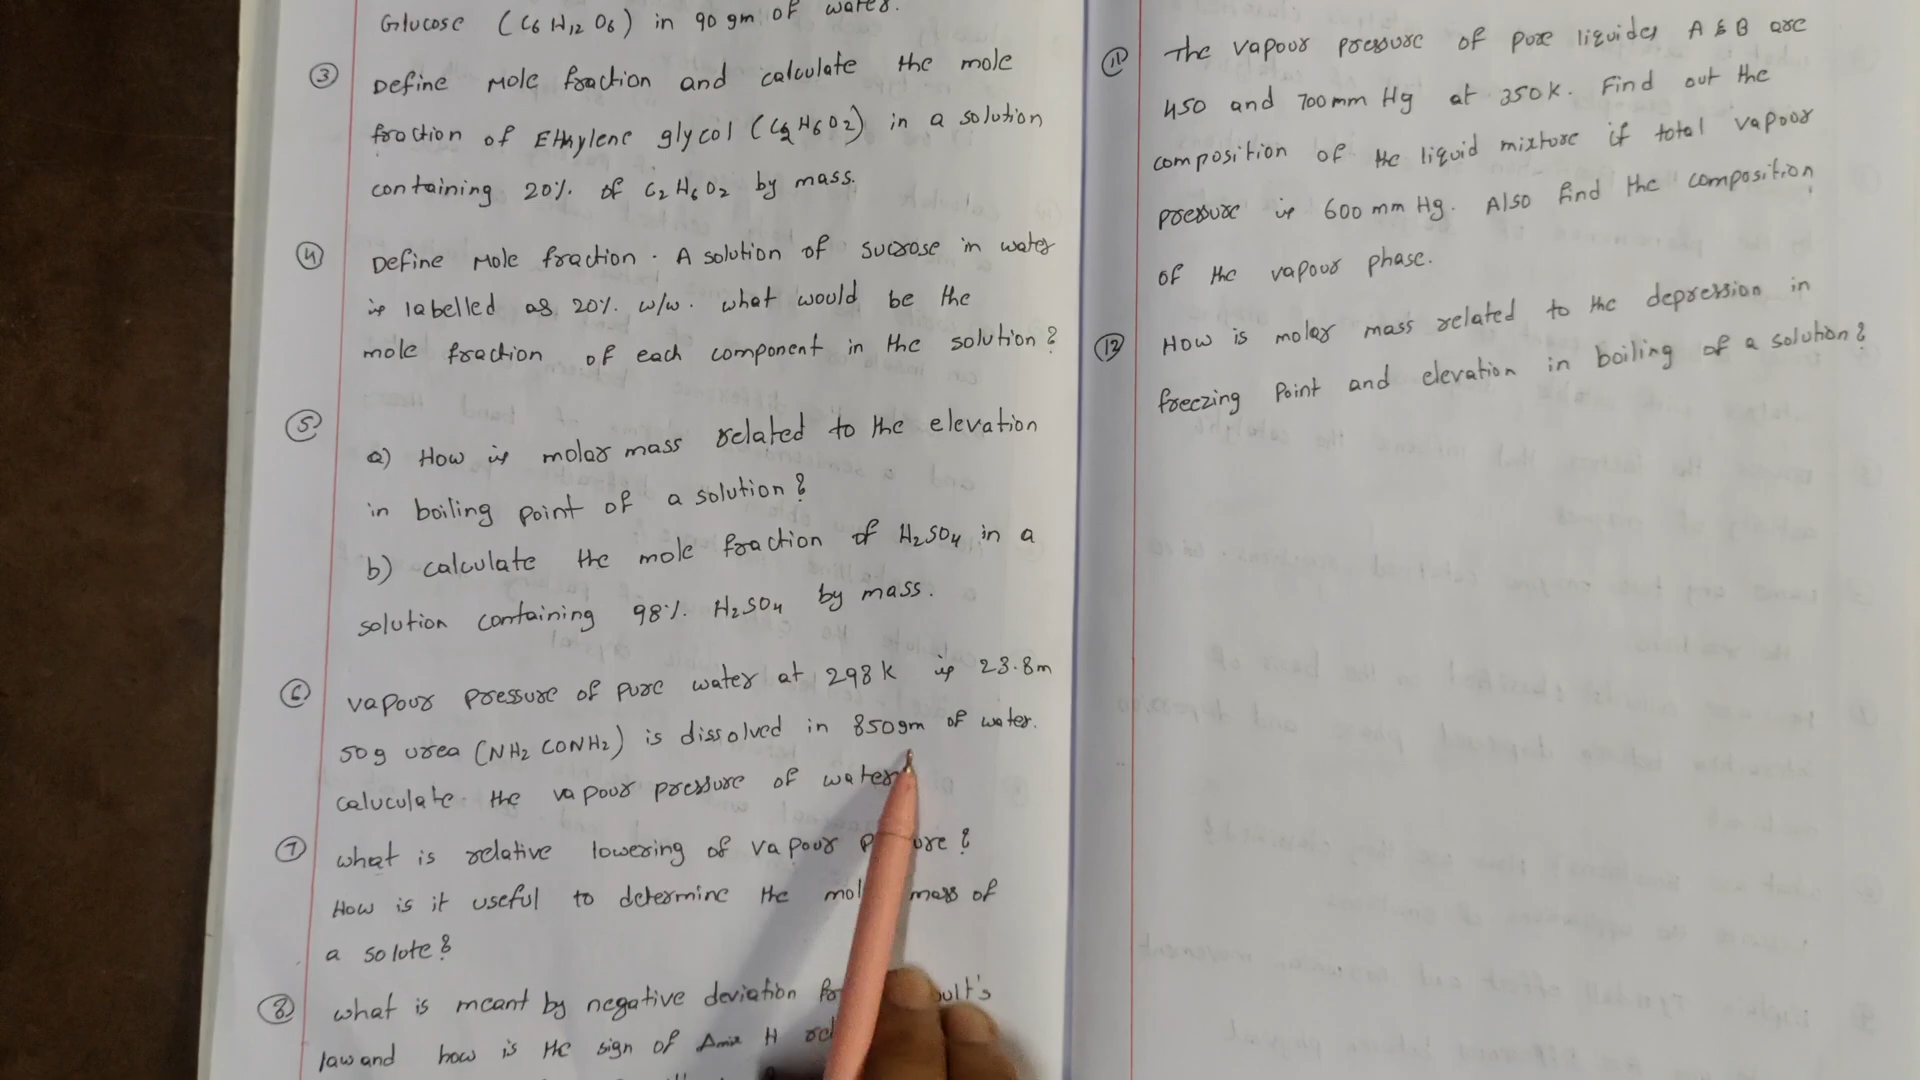 Glucose (C6 H12 O6) in 90 gm of water.
③ Define Mole fraction and calculate the mole
fraction of Ethylene glycol (C2H6O2) in a solution
containing 20% of C2H6O2 by mass.
④ Define Mole fraction. A solution of sucrose in water
is labelled as 20% w/w. what would be the
mole fraction of each component in the solution?
⑤
a) How is molar mass related to the elevation
in boiling point of a solution?
b) calculate the mole fraction of H2SO4 in a
solution containing 98% H2SO4 by mass.
⑥ vapour pressure of pure water at 298 k is 23.8m
50g urea (NH2 CONH2) is dissolved in 850gm of water.
caluculate the vapour pressure of water
⑦ what is relative lowering of vapour p ure?
How is it useful to determine the mol mass of
a solute?
⑧ what is meant by negative deviation oult's
law and how is the sign of Δmix H
⑪ The vapour pressure of pure liquids A & B are
450 and 700mm Hg at 350K. Find out the
composition of the liquid mixture if total vapour
pressure is 600 mm Hg. Also find the composition
of the vapour phase.
⑫ How is molar mass related to the depression in
freezing point and elevation in boiling of a solution?